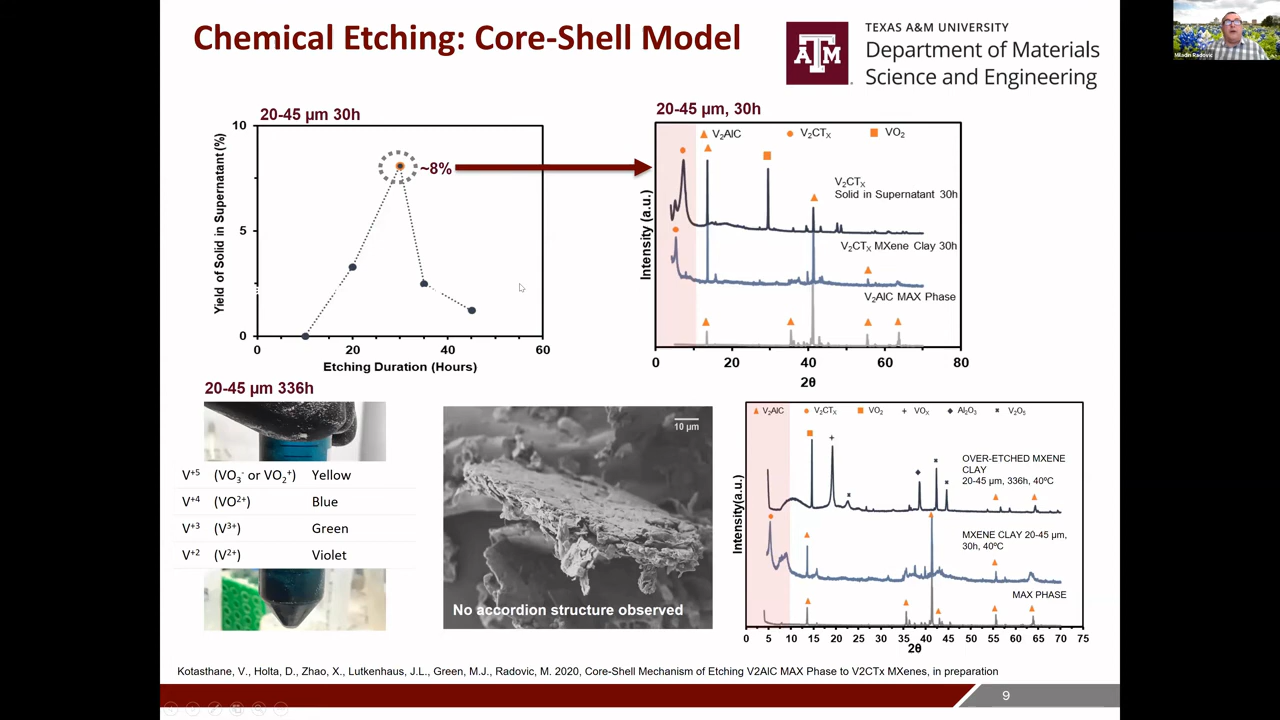 Chemical Etching: Core-Shell Model
ĀM
TEXAS A&M UNIVERSITY
Department of Materials
Science and Engineering
Miladin Radovic
20-45 µm 30h
10
5
0
Yield of Solid in Supernatant (%)
~8%
0
20
40
60
Etching Duration (Hours)
20-45 µm, 30h
V₂AlC
V₂CTX
VO₂
V₂CTX
Solid in Supernatant 30h
V₂CTX MXene Clay 30h
V₂AlC MAX Phase
Intensity (a.u.)
0
20
40
60
80
2θ
20-45 µm 336h
V+5 (VO₃⁻ or VO₂⁺) Yellow
V+4 (VO²⁺) Blue
V+3 (V³⁺) Green
V+2 (V²⁺) Violet
10 µm
No accordion structure observed
V₂AlC
V₂CTX
VO₂
VOX
Al₂O₃
V₂O₅
OVER-ETCHED MXENE
CLAY
20-45 µm, 336h, 40ºC
MXENE CLAY 20-45 µm,
30h, 40ºC
MAX PHASE
Intensity(a.u.)
0 5 10 15 20 25 30 35 40 45 50 55 60 65 70 75
2θ
Kotasthane, V., Holta, D., Zhao, X., Lutkenhaus, J.L., Green, M.J., Radovic, M. 2020, Core-Shell Mechanism of Etching V2AlC MAX Phase to V2CTx MXenes, in preparation
9